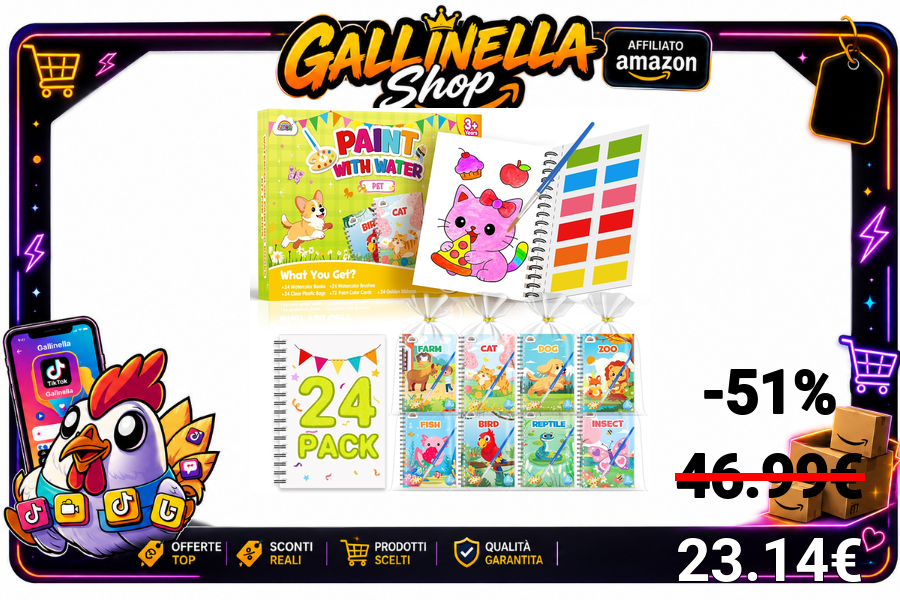 GALLINELLA
Shop
AFFILIATO
amazon
3+
Years
PAINT
WITH WATER
PET
CAT
What You Get?
24
PACK
FARM
CAT
DOG
ZOO
FISH
BIRD
REPTILE
INSECT
Gallinella
TikTok
Gallinella
-51%
46.99€
23.14€
OFFERTE
TOP
SCONTI
REALI
PRODOTTI
SCELTI
QUALITÀ
GARANTITA